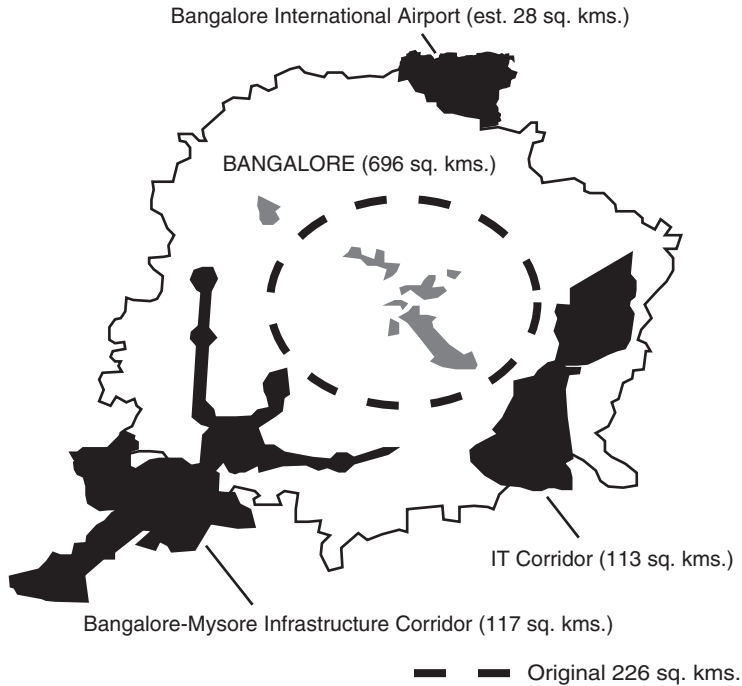 Bangalore International Airport (est. 28 sq. kms.)
BANGALORE (696 sq. kms.)
IT Corridor (113 sq. kms.)
Bangalore-Mysore Infrastructure Corridor (117 sq. kms.)
Original 226 sq. kms.